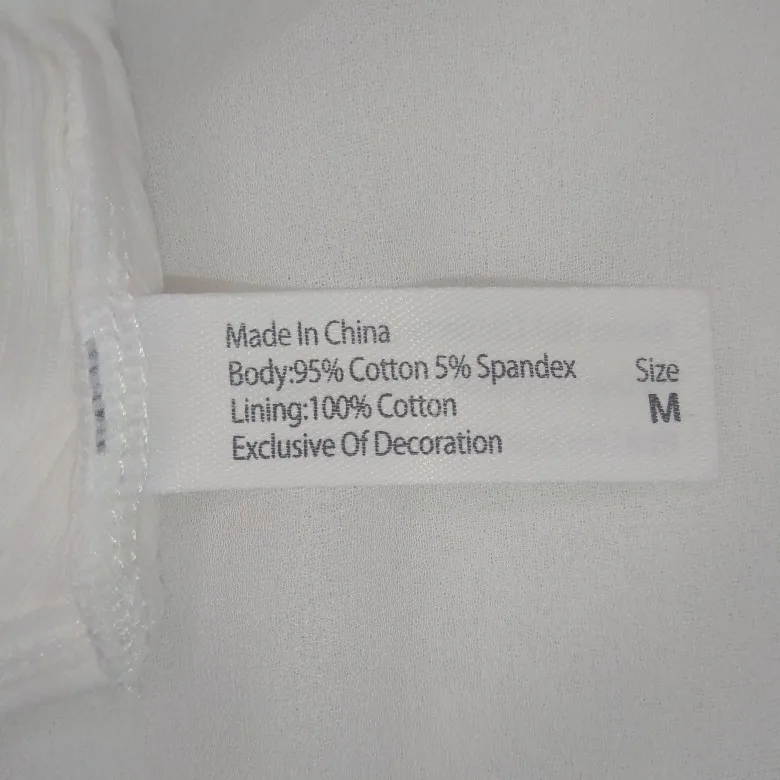 Made In China
Body:95% Cotton 5% Spandex
Lining:100% Cotton
Exclusive Of Decoration
Size
M